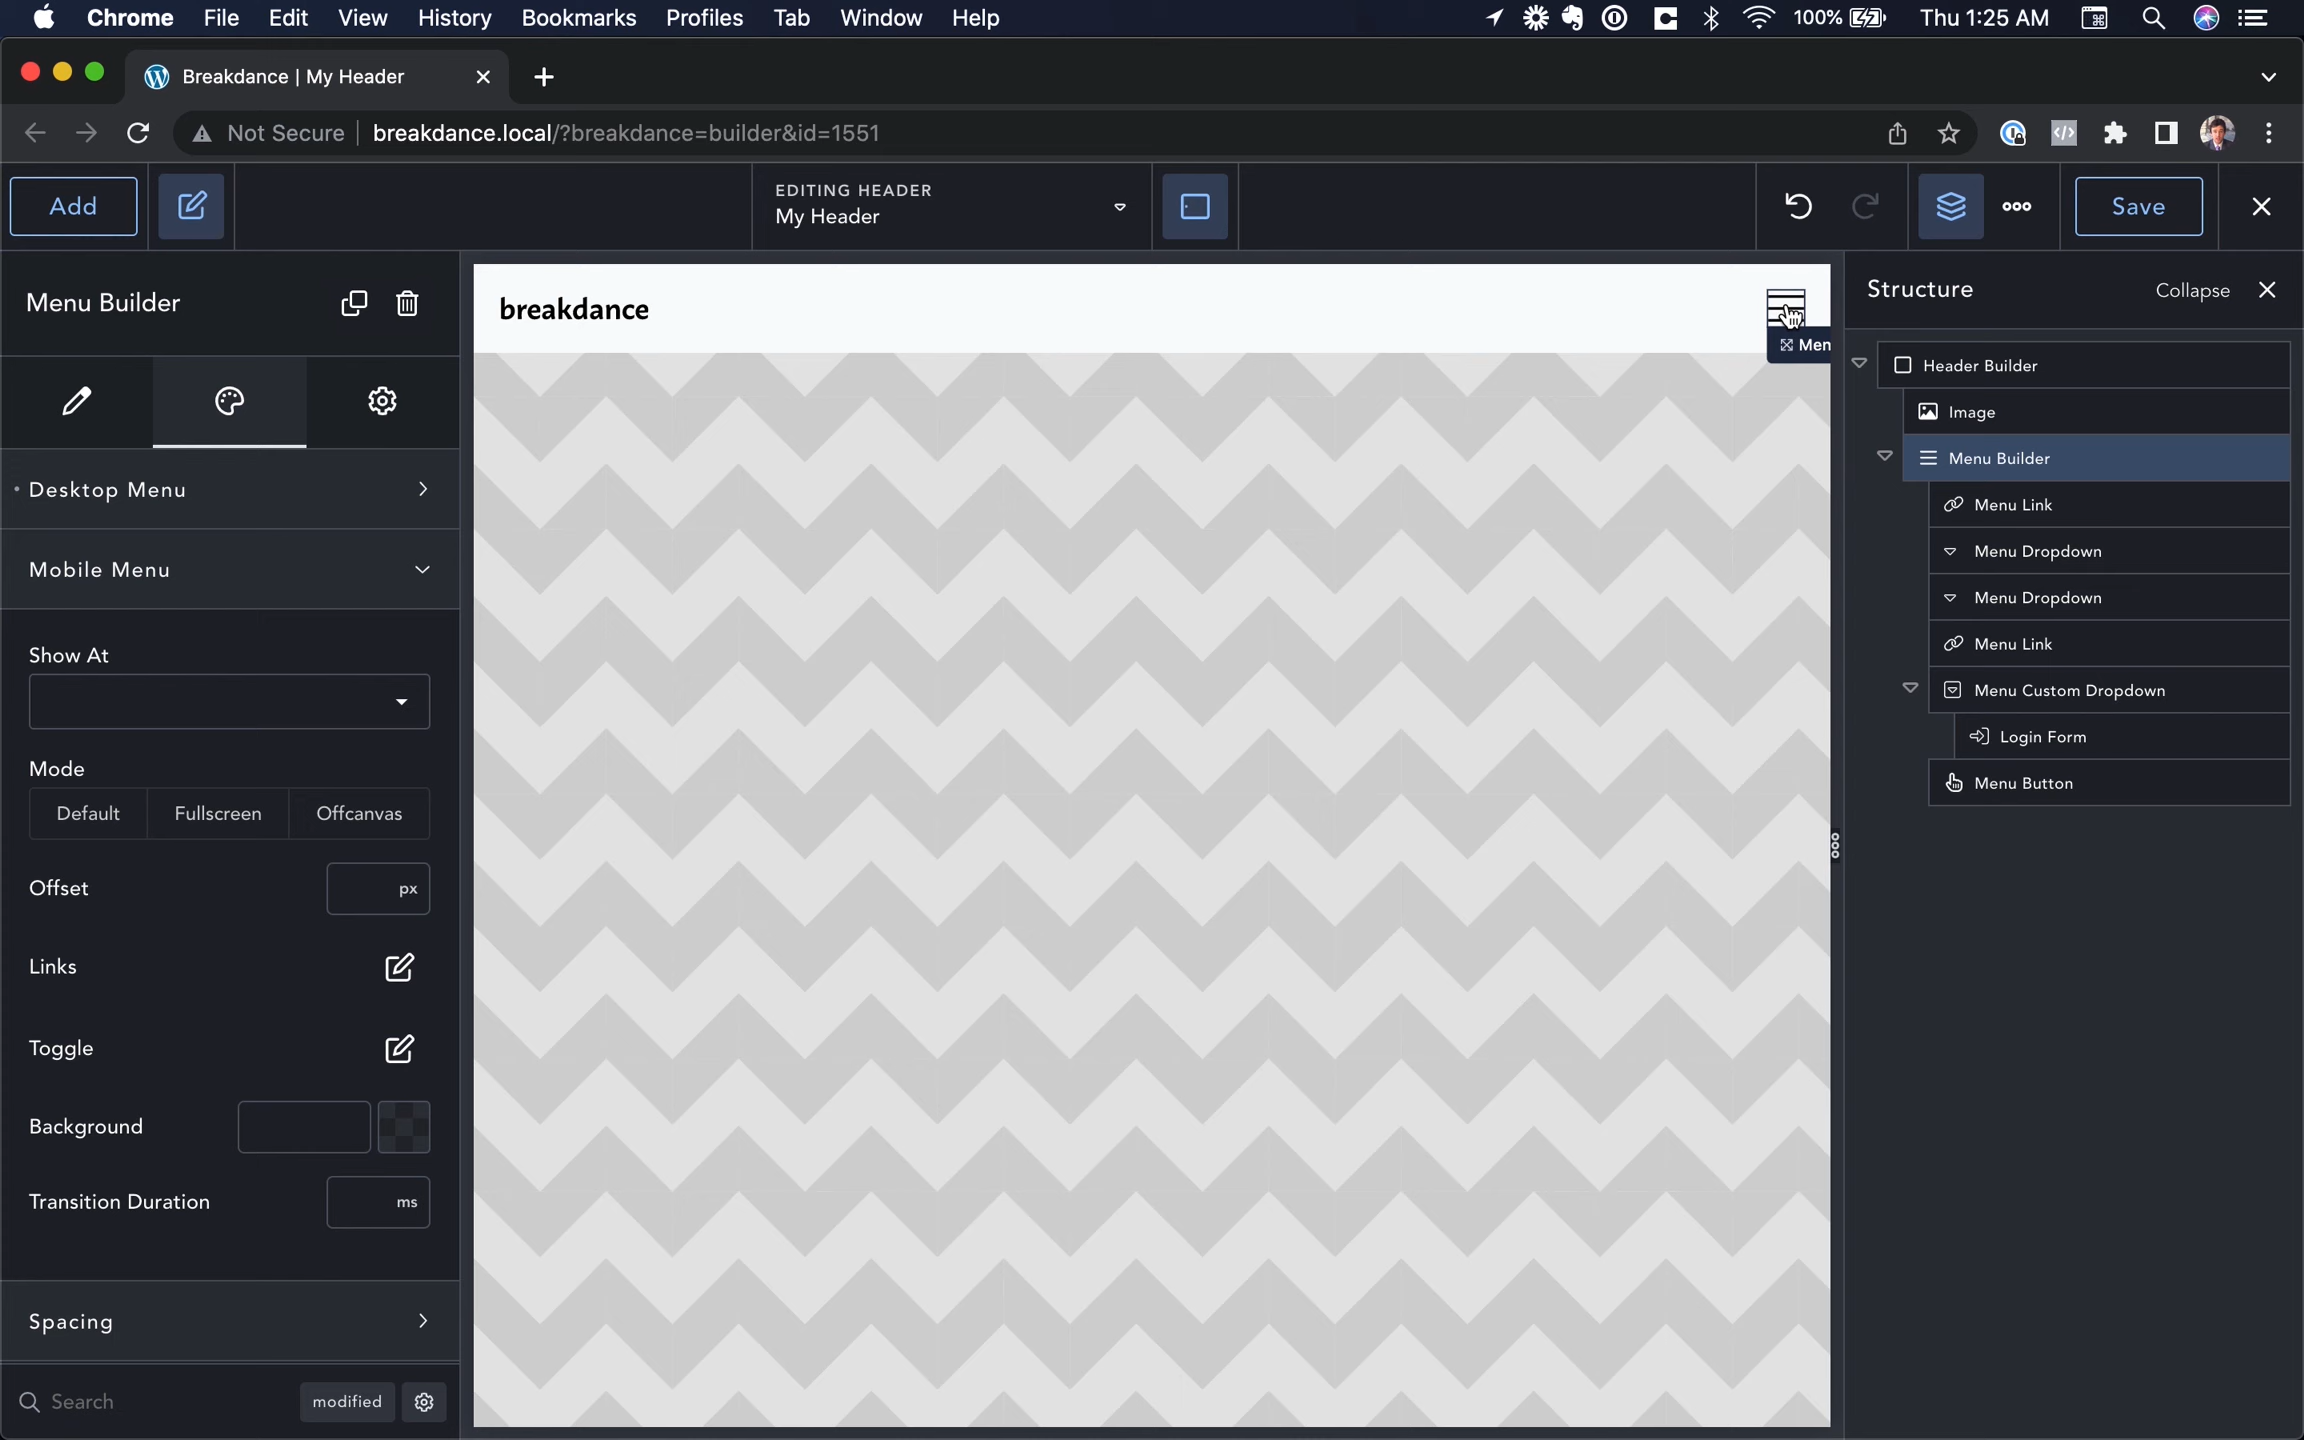 Chrome File Edit View History Bookmarks Profiles Tab Window Help 100% Thu 1:25 AM
Breakdance | My Header
Not Secure breakdance.local/?breakdance=builder&id=1551
Add
EDITING HEADER
My Header
Save
Menu Builder
Desktop Menu
Mobile Menu
Show At
Mode
Default Fullscreen Offcanvas
Offset px
Links
Toggle
Background
Transition Duration ms
Spacing
Search modified
breakdance
Men
Structure Collapse
Header Builder
Image
Menu Builder
Menu Link
Menu Dropdown
Menu Dropdown
Menu Link
Menu Custom Dropdown
Login Form
Menu Button